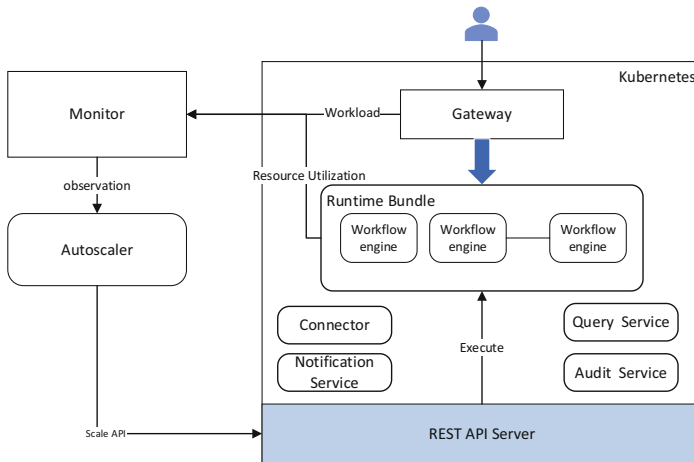 Kubernetes
Monitor
Workload
Gateway
observation
Resource Utilization
Runtime Bundle
Workflow
engine
Workflow
engine
Workflow
engine
Autoscaler
Connector
Query Service
Notification
Service
Execute
Audit Service
Scale API
REST API Server